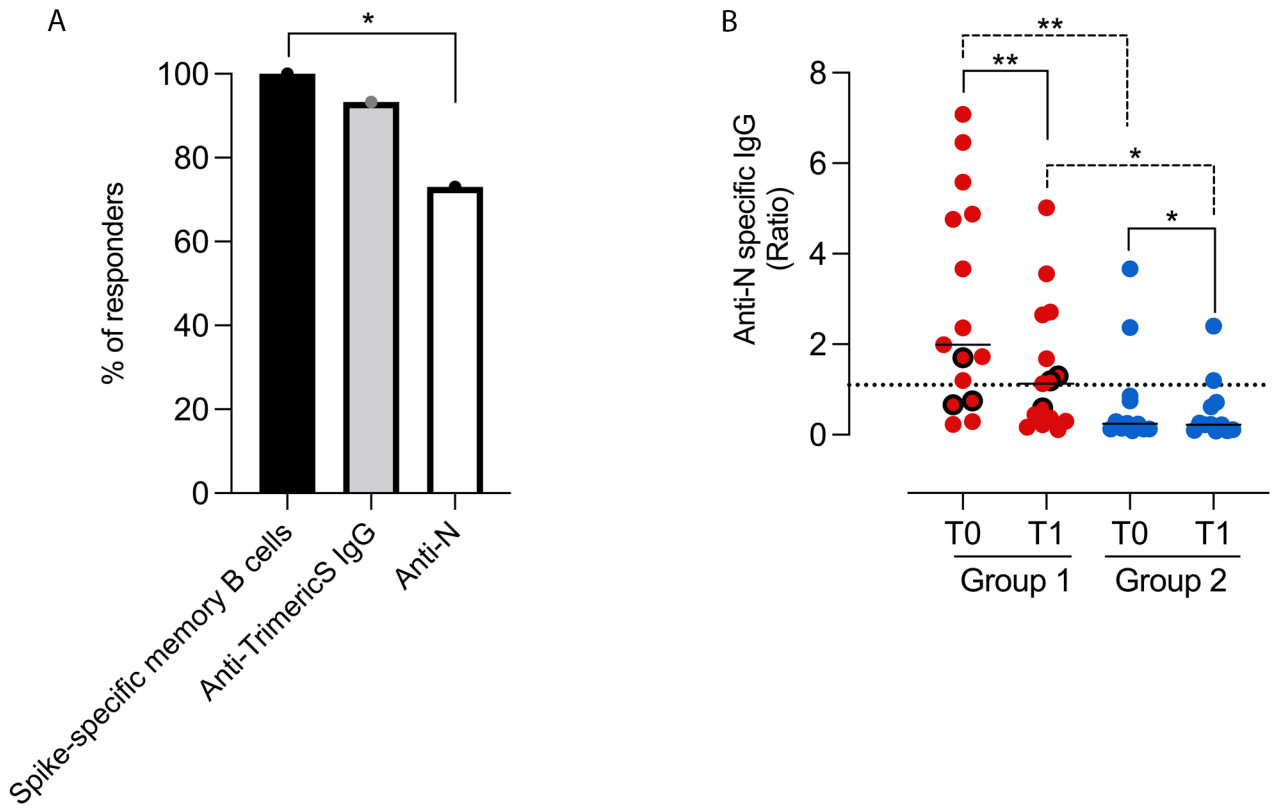 A
*
% of responders
100
80
60
40
20
0
Spike-specific memory B cells
Anti-TrimericS IgG
Anti-N
B
**
**
*
*
Anti-N specific IgG
(Ratio)
8
6
4
2
0
T0 T1 T0 T1
Group 1 Group 2